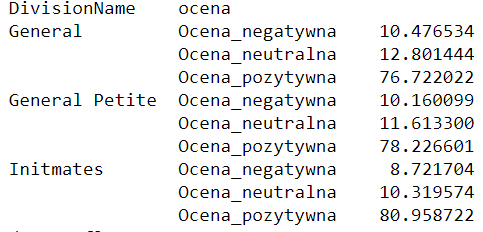 DivisionName ocena
General Ocena_negatywna 10.476534
Ocena_neutralna 12.801444
Ocena_pozytywna 76.722022
General Petite Ocena_negatywna 10.160099
Ocena_neutralna 11.613300
Ocena_pozytywna 78.226601
Initmates Ocena_negatywna 8.721704
Ocena_neutralna 10.319574
Ocena_pozytywna 80.958722